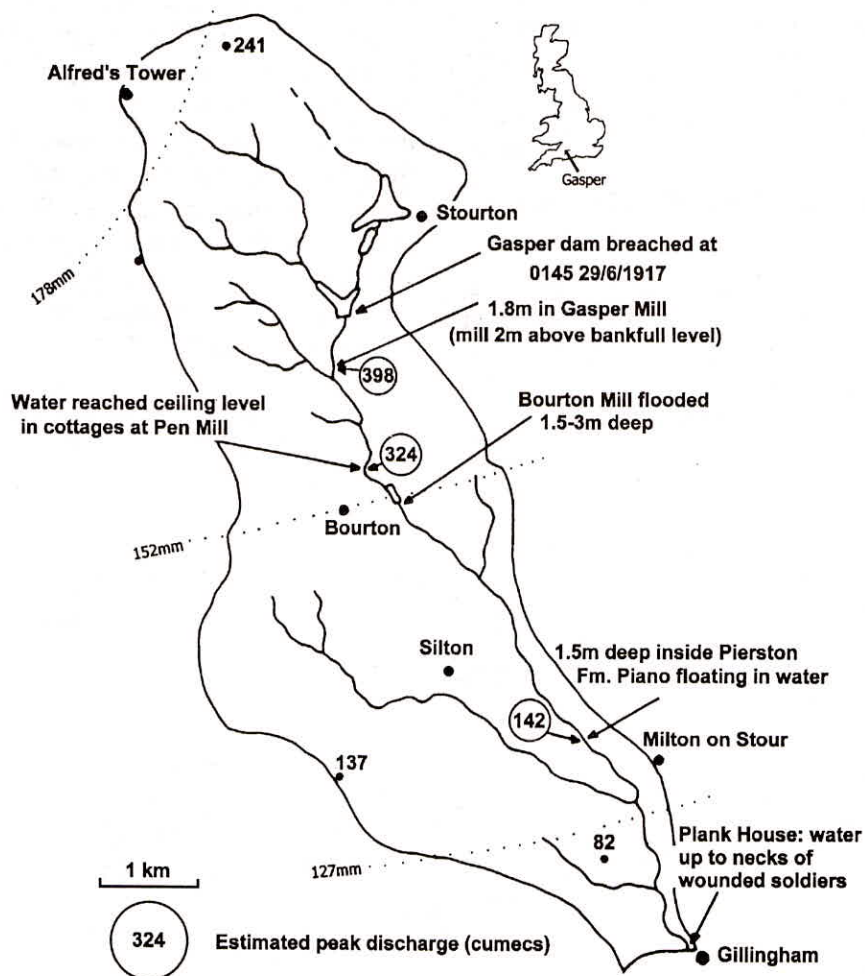 241
Alfred's Tower
Gasper
Stourton
Gasper dam breached at
0145 29/6/1917
178mm
1.8m in Gasper Mill
(mill 2m above bankfull level)
398
Water reached ceiling level
in cottages at Pen Mill
Bourton Mill flooded
1.5-3m deep
324
Bourton
152mm
Silton
1.5m deep inside Pierston
Fm. Piano floating in water
142
Milton on Stour
137
Plank House: water
up to necks of
wounded soldiers
82
127mm
1 km
324
Estimated peak discharge (cumecs)
Gillingham